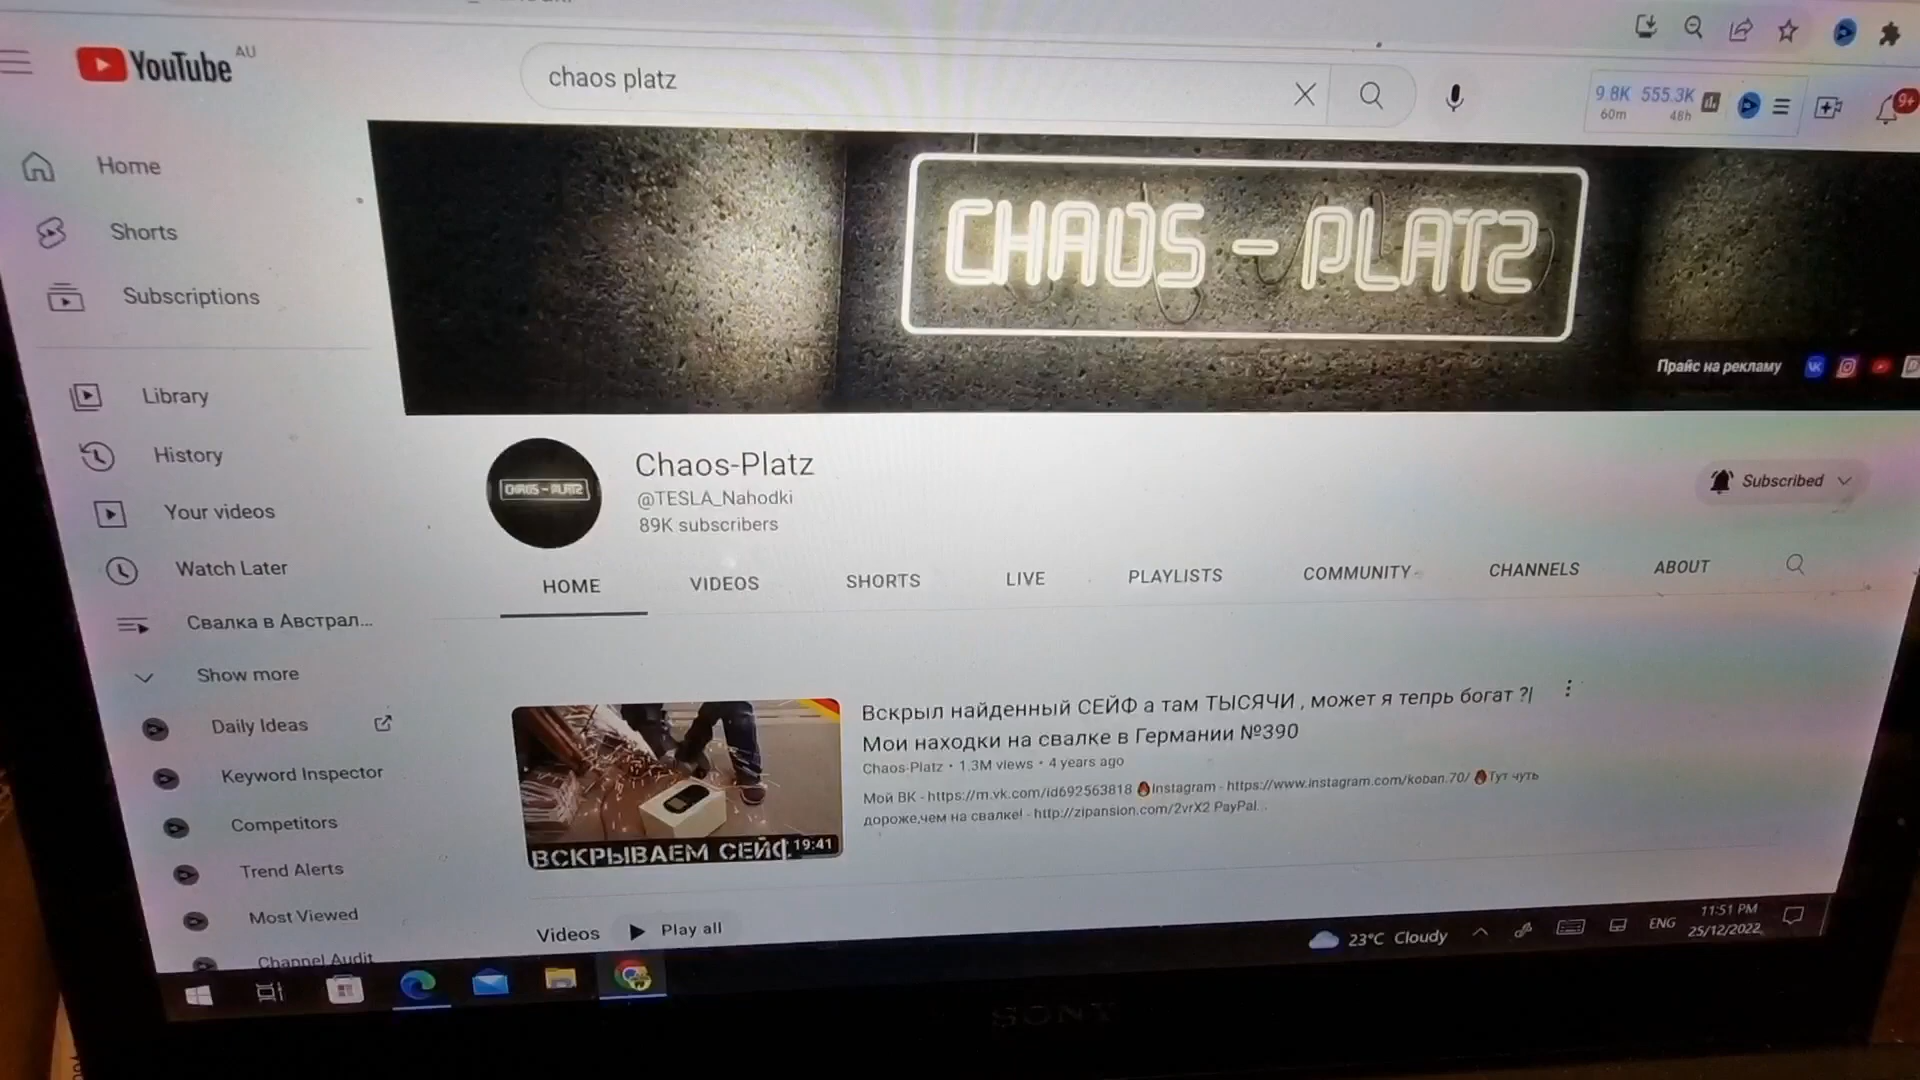 YouTube AU
chaos platz
9.8K 555.3K
60m 48h
9+
Home
Shorts
Subscriptions
Library
History
Your videos
Watch Later
Свалка в Австрал...
Show more
Daily Ideas
Keyword Inspector
Competitors
Trend Alerts
Most Viewed
Channel Audit
CHAOS - PLATZ
Прайс на рекламу
CHAOS - PLATZ
Chaos-Platz
@TESLA_Nahodki
89K subscribers
Subscribed
HOME VIDEOS SHORTS LIVE PLAYLISTS COMMUNITY CHANNELS ABOUT
ВСКРЫВАЕМ СЕЙФ
19:41
Вскрыл найденный СЕЙФ а там ТЫСЯЧИ , может я тепрь богат ?|
Мои находки на свалке в Германии №390
Chaos-Platz • 1.3M views • 4 years ago
Мой ВК - https://m.vk.com/id692563818 🔥Instagram - https://www.instagram.com/koban.70/ 🔥Тут чуть
дороже,чем на свалке! - http://zipansion.com/2vrX2 PayPal...
Videos Play all
23°C Cloudy
ENG
11:51 PM
25/12/2022
SONY